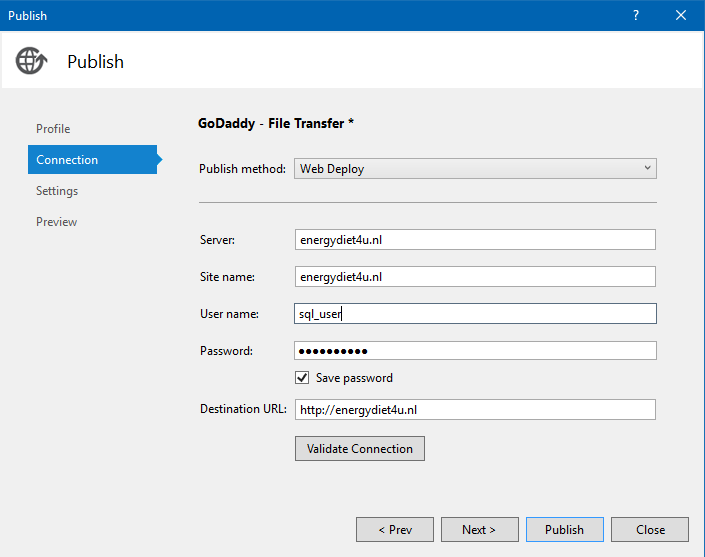 Publish
?
Publish
Profile
Connection
Settings
Preview
GoDaddy - File Transfer *
Publish method: Web Deploy
Server: energydiet4u.nl
Site name: energydiet4u.nl
User name: sql_user
Password: ●●●●●●●●●●
Save password
Destination URL: http://energydiet4u.nl
Validate Connection
< Prev Next > Publish Close